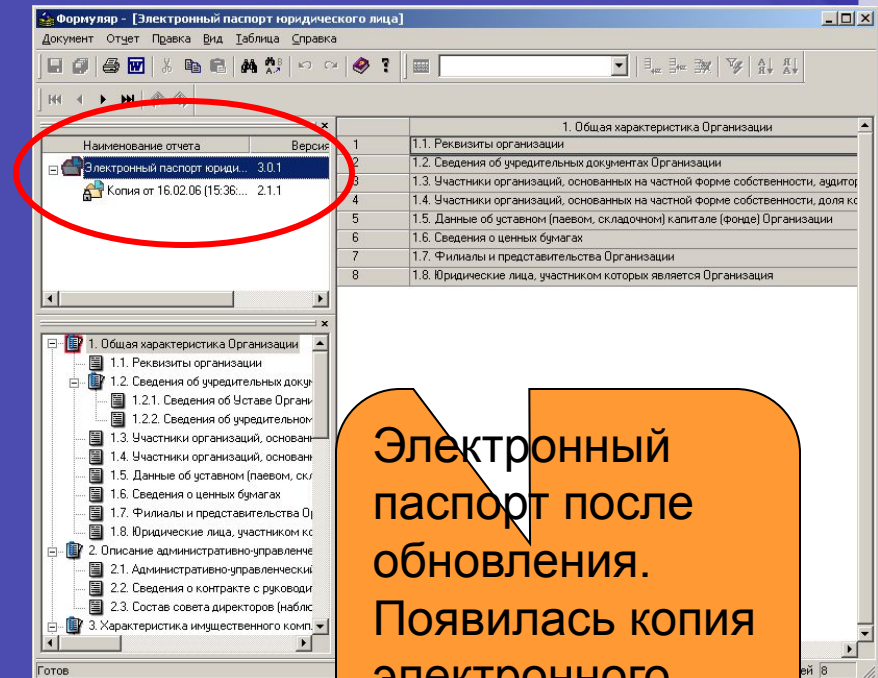 Формуляр - [Электронный паспорт юридического лица]
Документ Отчет Правка Вид Таблица Справка
Наименование отчета Версия
Электронный паспорт юриди... 3.0.1
Копия от 16.02.06 (15:36:... 2.1.1
1. Общая характеристика Организации
1 1.1. Реквизиты организации
2 1.2. Сведения об учредительных документах Организации
3 1.3. Участники организаций, основанных на частной форме собственности, аудитор
4 1.4. Участники организаций, основанных на частной форме собственности, доля ко
5 1.5. Данные об уставном (паевом, складочном) капитале (фонде) Организации
6 1.6. Сведения о ценных бумагах
7 1.7. Филиалы и представительства Организации
8 1.8. Юридические лица, участником которых является Организация
1. Общая характеристика Организации
1.1. Реквизиты организации
1.2. Сведения об учредительных докум
1.2.1. Сведения об Уставе Органи
1.2.2. Сведения об учредительном
1.3. Участники организаций, основанн
1.4. Участники организаций, основанн
1.5. Данные об уставном (паевом, скл
1.6. Сведения о ценных бумагах
1.7. Филиалы и представительства Ор
1.8. Юридические лица, участником ко
2. Описание административно-управленче
2.1. Административно-управленчески
2.2. Сведения о контракте с руководи
2.3. Состав совета директоров (наблю
3. Характеристика имущественного комп.
Электронный
паспорт после
обновления.
Появилась копия
электронного
Готов
ей 8